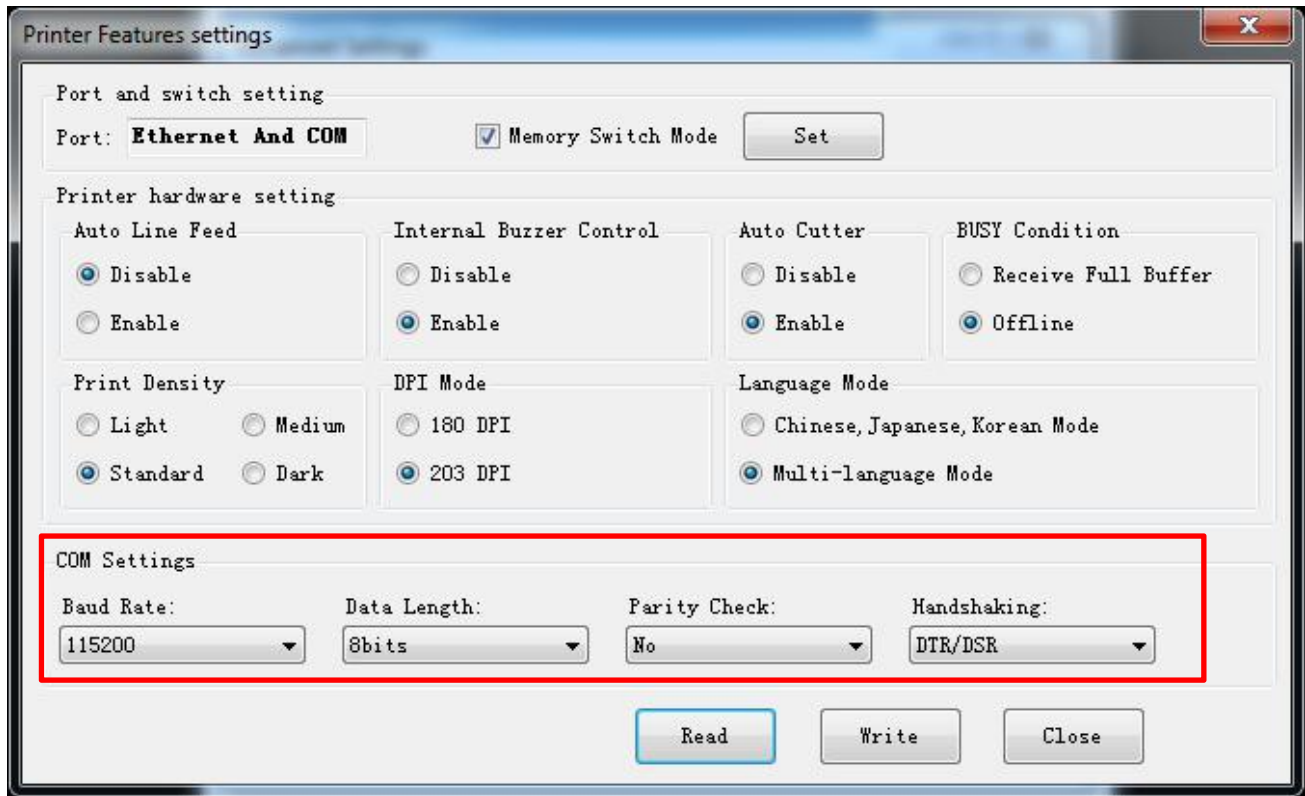 Printer Features settings
Port and switch setting
Port: Ethernet And COM Memory Switch Mode Set
Printer hardware setting
Auto Line Feed Internal Buzzer Control Auto Cutter BUSY Condition
Disable Disable Disable Receive Full Buffer
Enable Enable Enable Offline
Print Density DPI Mode Language Mode
Light Medium 180 DPI Chinese, Japanese, Korean Mode
Standard Dark 203 DPI Multi-language Mode
COM Settings
Baud Rate: Data Length: Parity Check: Handshaking:
115200 8bits No DTR/DSR
Read Write Close